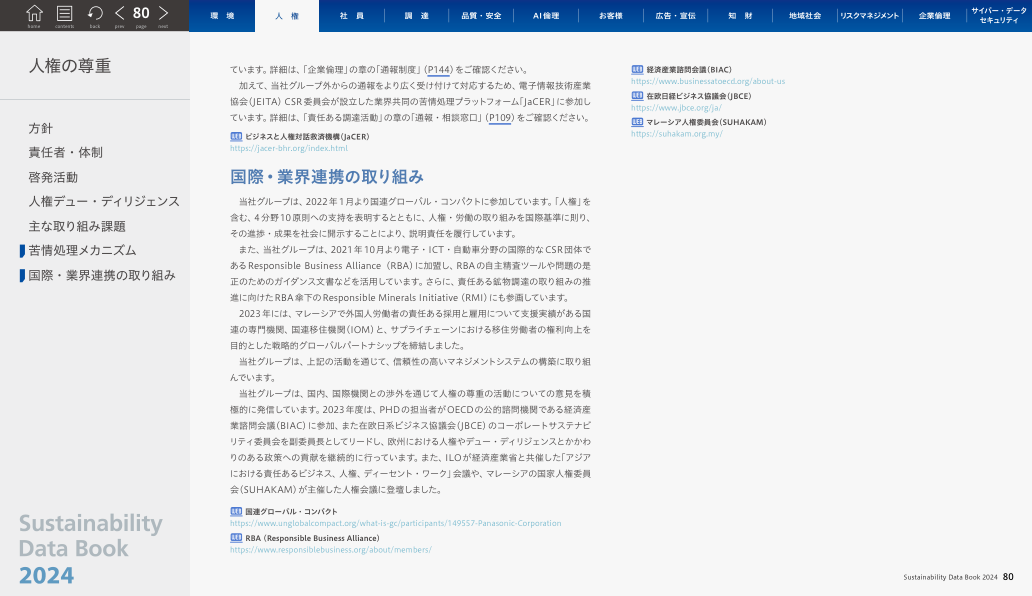 80
home
contents
back
prev
page
next
環 境
人 権
社 員
調 達
品質・安全
AI倫理
お客様
広告・宣伝
知 財
地域社会
リスクマネジメント
企業倫理
サイバー・データ
セキュリティ
人権の尊重
方針
責任者・体制
啓発活動
人権デュー・ディリジェンス
主な取り組み課題
苦情処理メカニズム
国際・業界連携の取り組み
Sustainability
Data Book
2024
ています。詳細は、「企業倫理」の章の「通報制度」(P144)をご確認ください。
加えて、当社グループ外からの通報をより広く受け付けて対応するため、電子情報技術産業
協会(JEITA) CSR委員会が設立した業界共同の苦情処理プラットフォーム「JaCER」に参加し
ています。詳細は、「責任ある調達活動」の章の「通報・相談窓口」(P109)をご確認ください。
WEB ビジネスと人権対話救済機構(JaCER)
https://jacer-bhr.org/index.html
国際・業界連携の取り組み
当社グループは、2022年1月より国連グローバル・コンパクトに参加しています。「人権」を
含む、4分野10原則への支持を表明するとともに、人権・労働の取り組みを国際基準に則り、
その進捗・成果を社会に開示することにより、説明責任を履行しています。
また、当社グループは、2021年10月より電子・ICT・自動車分野の国際的なCSR団体で
あるResponsible Business Alliance (RBA)に加盟し、RBAの自主精査ツールや問題の是
正のためのガイダンス文書などを活用しています。さらに、責任ある鉱物調達の取り組みの推
進に向けたRBA傘下のResponsible Minerals Initiative (RMI)にも参画しています。
2023年には、マレーシアで外国人労働者の責任ある採用と雇用について支援実績がある国
連の専門機関、国連移住機関(IOM)と、サプライチェーンにおける移住労働者の権利向上を
目的とした戦略的グローバルパートナシップを締結しました。
当社グループは、上記の活動を通じて、信頼性の高いマネジメントシステムの構築に取り組
んでいます。
当社グループは、国内、国際機関との渉外を通じて人権の尊重の活動についての意見を積
極的に発信しています。2023年度は、PHDの担当者がOECDの公的諮問機関である経済産
業諮問会議(BIAC)に参加、また在欧日系ビジネス協議会(JBCE)のコーポレートサステナビ
リティ委員会を副委員長としてリードし、欧州における人権やデュー・ディリジェンスとかかわ
りのある政策への貢献を継続的に行っています。また、ILOが経済産業省と共催した「アジア
における責任あるビジネス、人権、ディーセント・ワーク」会議や、マレーシアの国家人権委員
会(SUHAKAM)が主催した人権会議に登壇しました。
WEB 国連グローバル・コンパクト
https://www.unglobalcompact.org/what-is-gc/participants/149557-Panasonic-Corporation
WEB RBA (Responsible Business Alliance)
https://www.responsiblebusiness.org/about/members/
WEB 経済産業諮問会議(BIAC)
https://www.businessatoecd.org/about-us
WEB 在欧日経ビジネス協議会(JBCE)
https://www.jbce.org/ja/
WEB マレーシア人権委員会(SUHAKAM)
https://suhakam.org.my/
Sustainability Data Book 2024 80